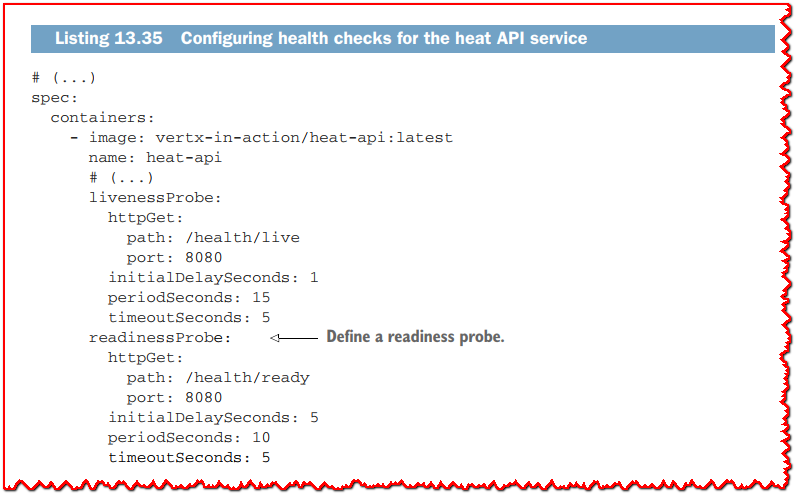 Listing 13.35 Configuring health checks for the heat API service
# (...)
spec:
  containers:
    - image: vertx-in-action/heat-api:latest
      name: heat-api
      # (...)
      livenessProbe:
        httpGet:
          path: /health/live
          port: 8080
        initialDelaySeconds: 1
        periodSeconds: 15
        timeoutSeconds: 5
      readinessProbe: Define a readiness probe.
        httpGet:
          path: /health/ready
          port: 8080
        initialDelaySeconds: 5
        periodSeconds: 10
        timeoutSeconds: 5